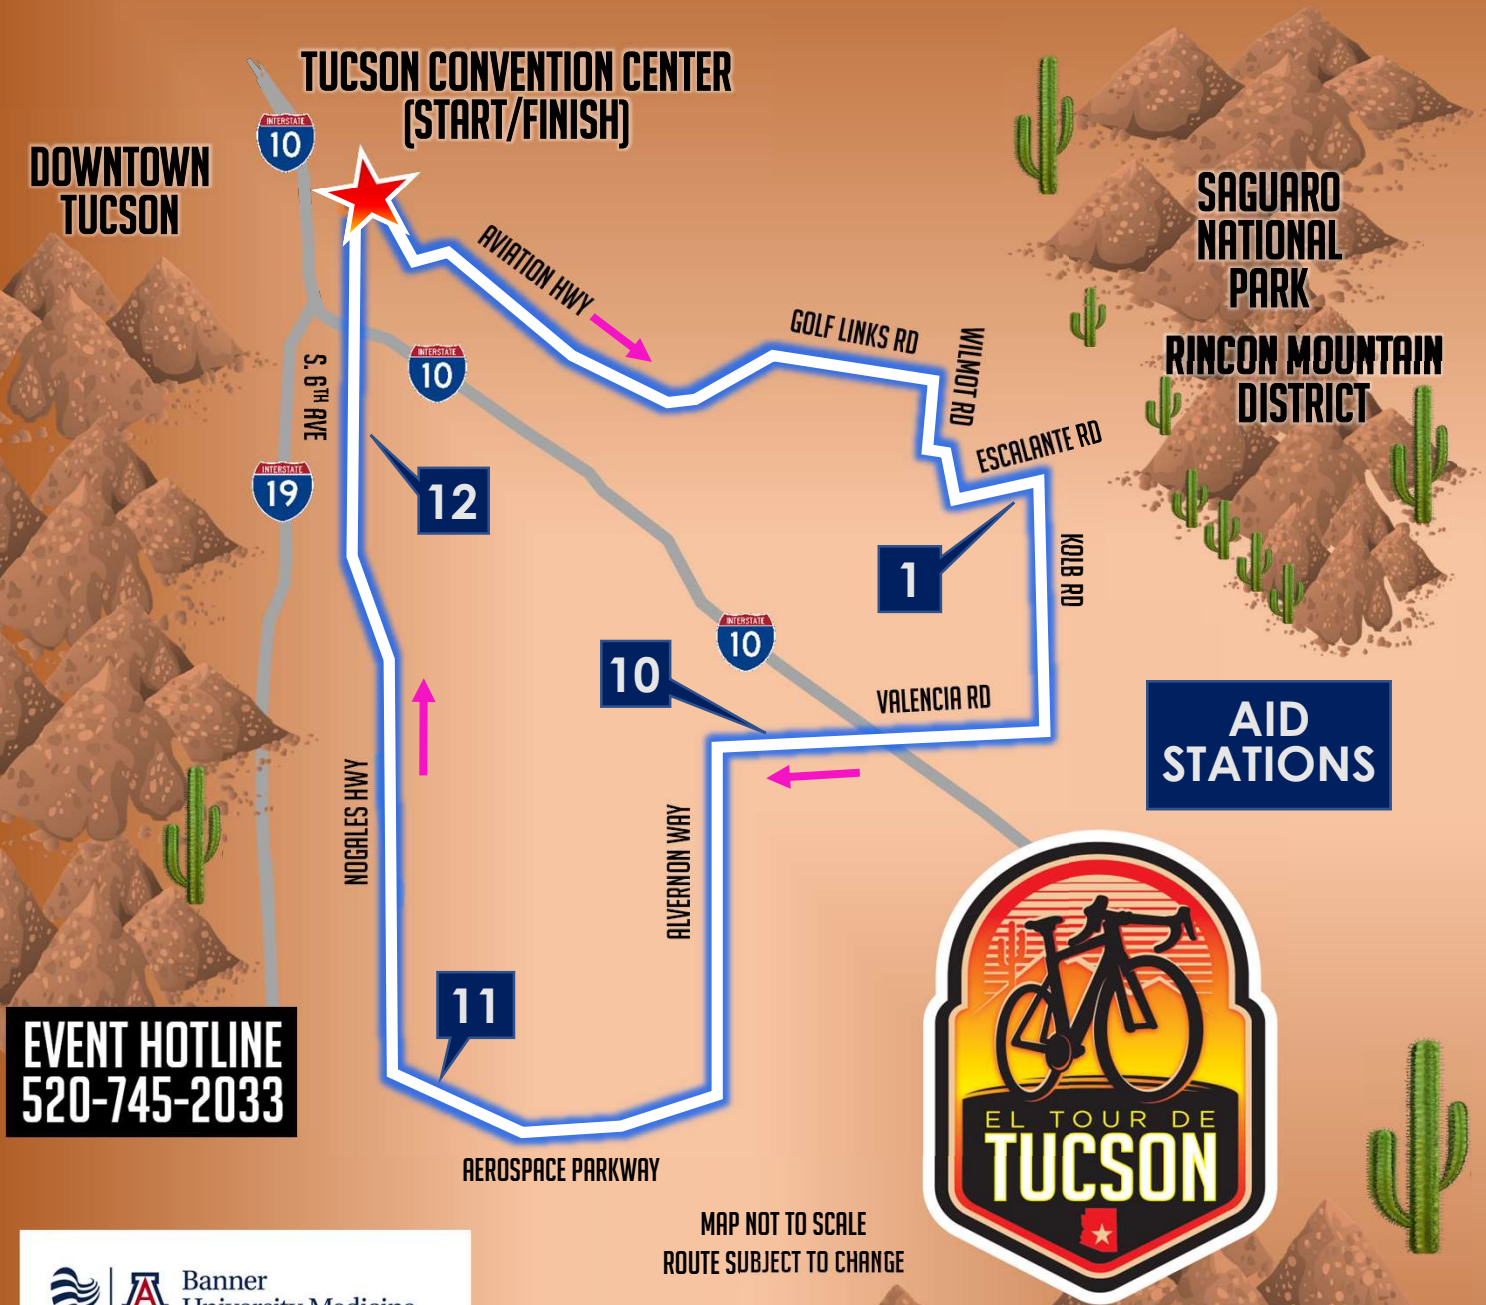 TUCSON CONVENTION CENTER
(START/FINISH)
INTERSTATE
10
DOWNTOWN
TUCSON
SAGUARO
NATIONAL
PARK
RINCON MOUNTAIN
DISTRICT
AVIATION HWY
GOLF LINKS RD
WILMOT RD
ESCALANTE RD
KOLB RD
S. 6TH AVE
INTERSTATE
10
INTERSTATE
19
12
1
INTERSTATE
10
10
VALENCIA RD
AID
STATIONS
NOGALES HWY
ALVERNON WAY
11
EVENT HOTLINE
520-745-2033
AEROSPACE PARKWAY
EL TOUR DE
TUCSON
MAP NOT TO SCALE
ROUTE SUBJECT TO CHANGE
A
Banner
University Medicine